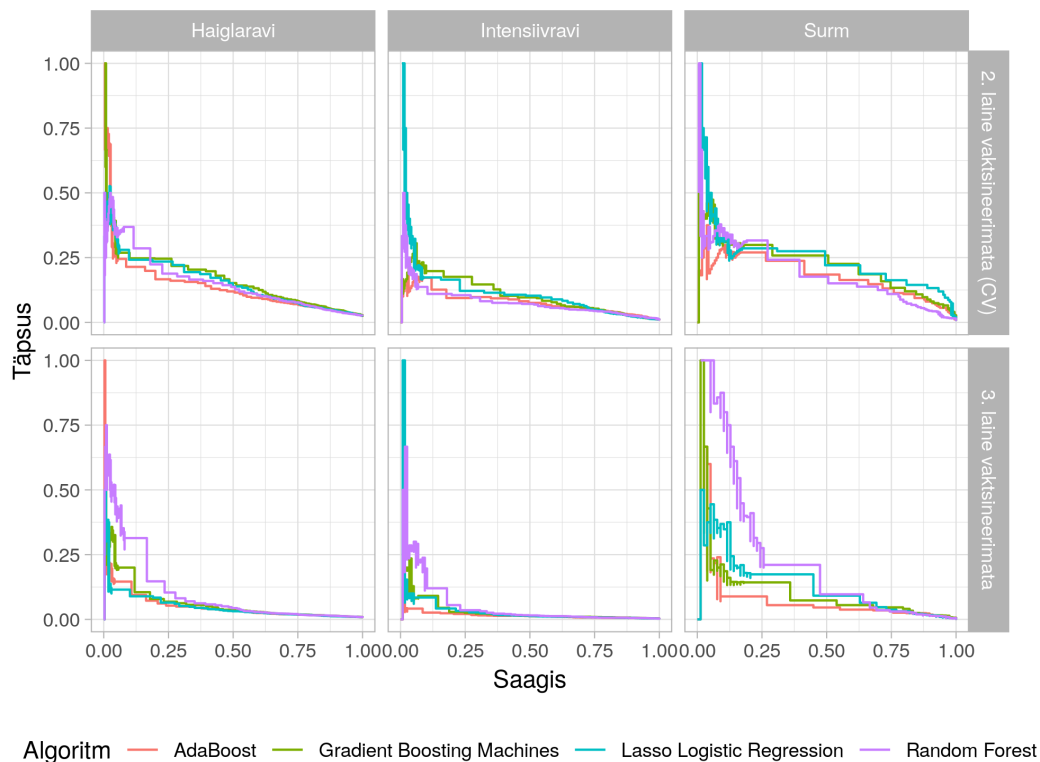 Haiglaravi Intensiivravi Surm
Täpsus
1.00
0.75
0.50
0.25
0.00
2. laine vaktsineerimata (CV)
1.00
0.75
0.50
0.25
0.00
3. laine vaktsineerimata
0.00 0.25 0.50 0.75 1.00 0.00 0.25 0.50 0.75 1.00 0.00 0.25 0.50 0.75 1.00
Saagis
Algoritm AdaBoost Gradient Boosting Machines Lasso Logistic Regression Random Forest